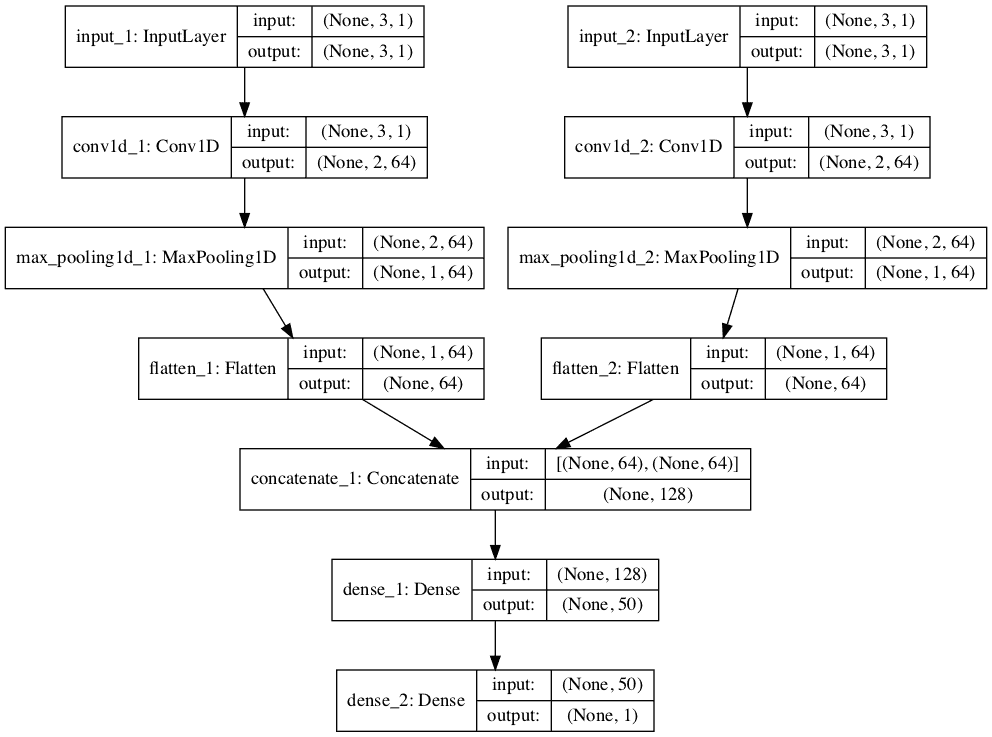 input_1: InputLayer
input: (None, 3, 1)
output: (None, 3, 1)
input_2: InputLayer
input: (None, 3, 1)
output: (None, 3, 1)
conv1d_1: Conv1D
input: (None, 3, 1)
output: (None, 2, 64)
conv1d_2: Conv1D
input: (None, 3, 1)
output: (None, 2, 64)
max_pooling1d_1: MaxPooling1D
input: (None, 2, 64)
output: (None, 1, 64)
max_pooling1d_2: MaxPooling1D
input: (None, 2, 64)
output: (None, 1, 64)
flatten_1: Flatten
input: (None, 1, 64)
output: (None, 64)
flatten_2: Flatten
input: (None, 1, 64)
output: (None, 64)
concatenate_1: Concatenate
input: [(None, 64), (None, 64)]
output: (None, 128)
dense_1: Dense
input: (None, 128)
output: (None, 50)
dense_2: Dense
input: (None, 50)
output: (None, 1)